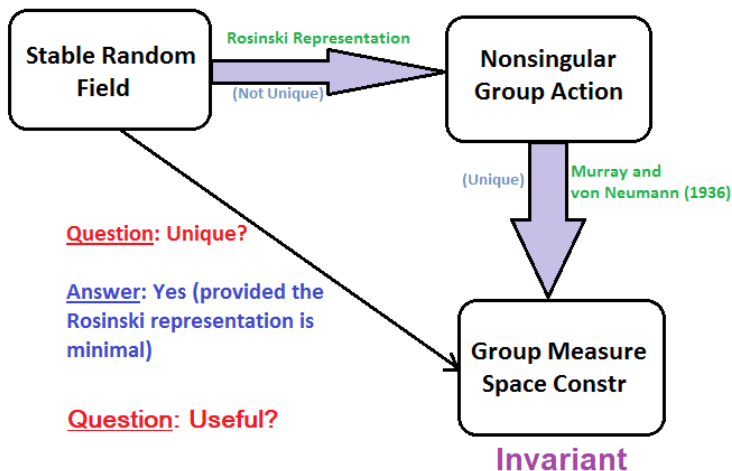 Stable Random
Field
Rosinski Representation
(Not Unique)
Nonsingular
Group Action
(Unique)
Murray and
von Neumann (1936)
Question: Unique?
Answer: Yes (provided the
Rosinski representation is
minimal)
Question: Useful?
Group Measure
Space Constr
Invariant